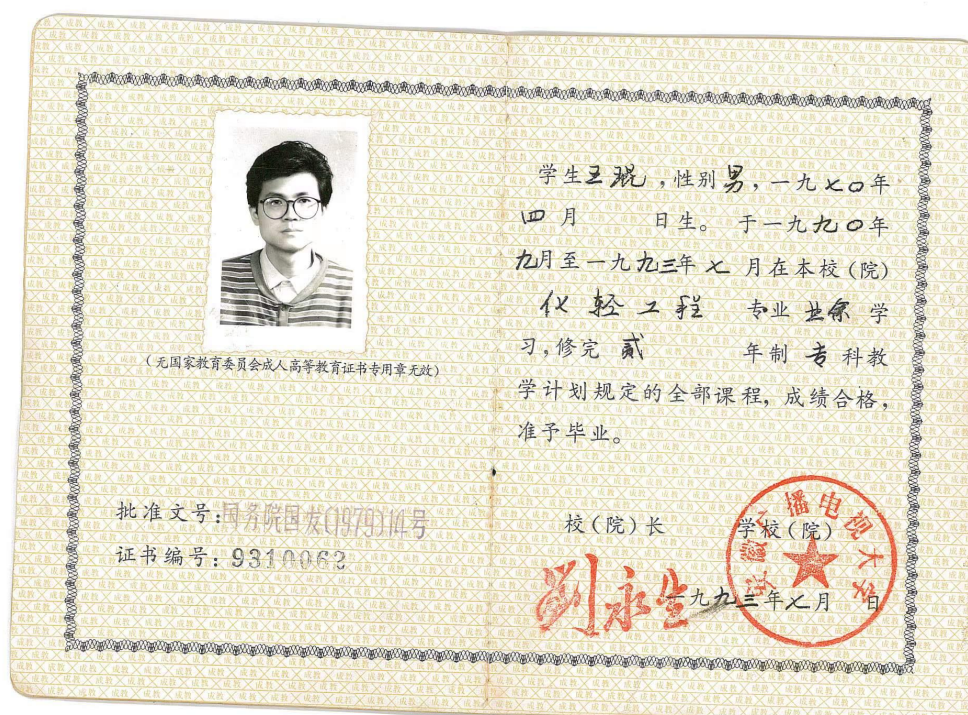 （无国家教育委员会成人高等教育证书专用章无效）
批准文号：国务院国发(1979)14号
证书编号：9310062
学生王琨，性别男，一九七〇年
四月 日生。于一九九〇年
九月至一九九三年七月在本校（院）
化轻工程 专业业余学
习，修完贰 年制专科教
学计划规定的全部课程，成绩合格，
准予毕业。
校（院）长 学校（院）
刘永生
安徽广播电视大学
一九九三年七月 日